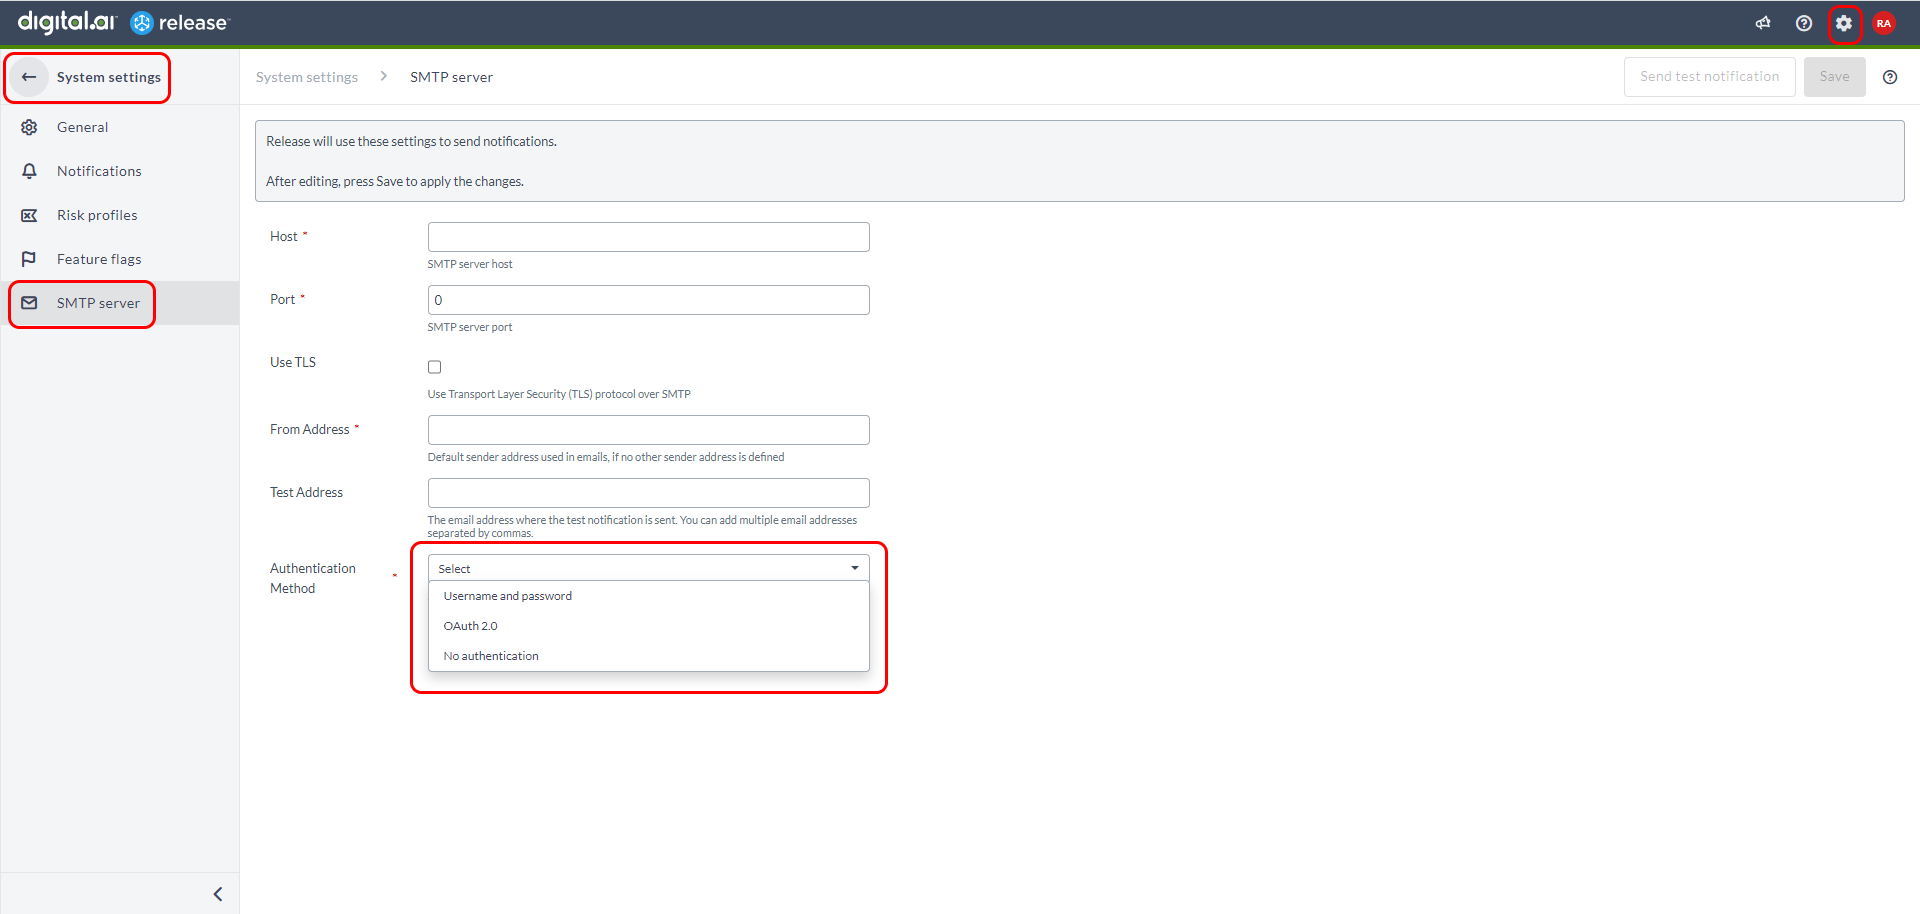 digital.ai release
RA
System settings
System settings > SMTP server
Send test notification
Save
General
Notifications
Risk profiles
Feature flags
SMTP server
Release will use these settings to send notifications.
After editing, press Save to apply the changes.
Host *
SMTP server host
Port *
0
SMTP server port
Use TLS
Use Transport Layer Security (TLS) protocol over SMTP
From Address *
Default sender address used in emails, if no other sender address is defined
Test Address
The email address where the test notification is sent. You can add multiple email addresses
separated by commas.
Authentication
Method *
Select
Username and password
OAuth 2.0
No authentication